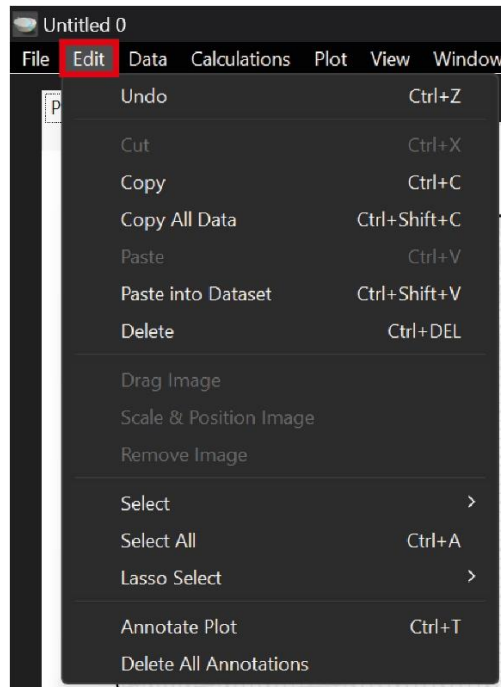 Untitled 0
File Edit Data Calculations Plot View Window
P
Undo Ctrl+Z
Cut Ctrl+X
Copy Ctrl+C
Copy All Data Ctrl+Shift+C
Paste Ctrl+V
Paste into Dataset Ctrl+Shift+V
Delete Ctrl+DEL
Drag Image
Scale & Position Image
Remove Image
Select >
Select All Ctrl+A
Lasso Select >
Annotate Plot Ctrl+T
Delete All Annotations